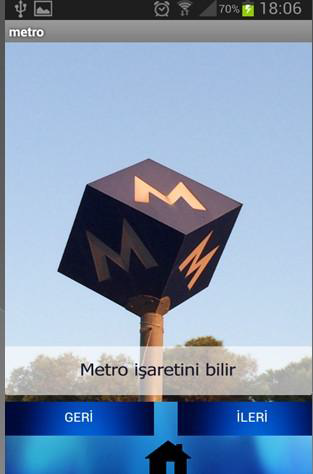 70% 18:06
metro
M
M
M
Metro işaretini bilir
GERİ
İLERİ